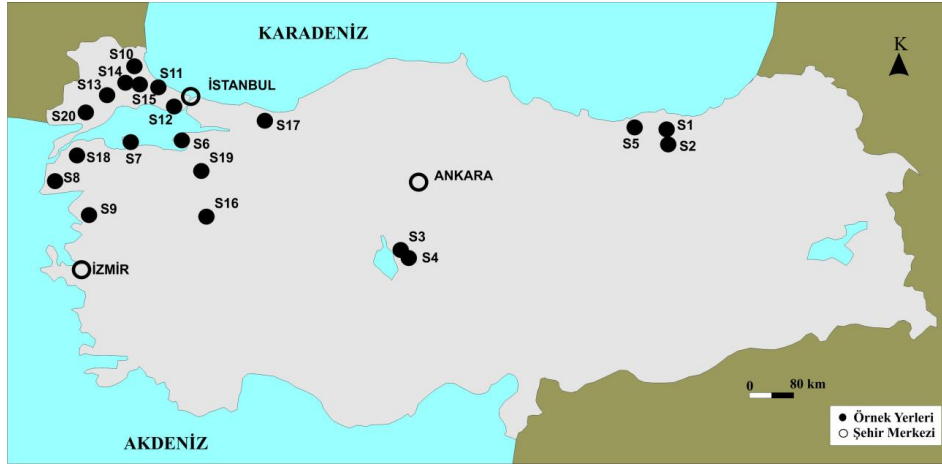 KARADENİZ
K
S10
S14
S11
İSTANBUL
S13
S15
S12
S20
S17
S1
S5
S6
S2
S7
S18
S19
S8
ANKARA
S9
S16
S3
S4
İZMİR
0 80 km
Örnek Yerleri
Şehir Merkezi
AKDENİZ